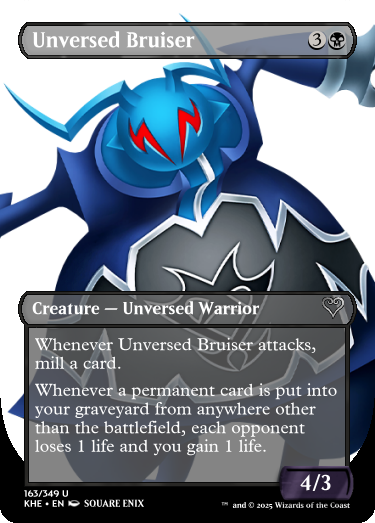 Unversed Bruiser 3
Creature — Unversed Warrior
Whenever Unversed Bruiser attacks,
mill a card.
Whenever a permanent card is put into
your graveyard from anywhere other
than the battlefield, each opponent
loses 1 life and you gain 1 life.
4/3
163/349 U
KHE • EN SQUARE ENIX
™ and © 2025 Wizards of the Coast